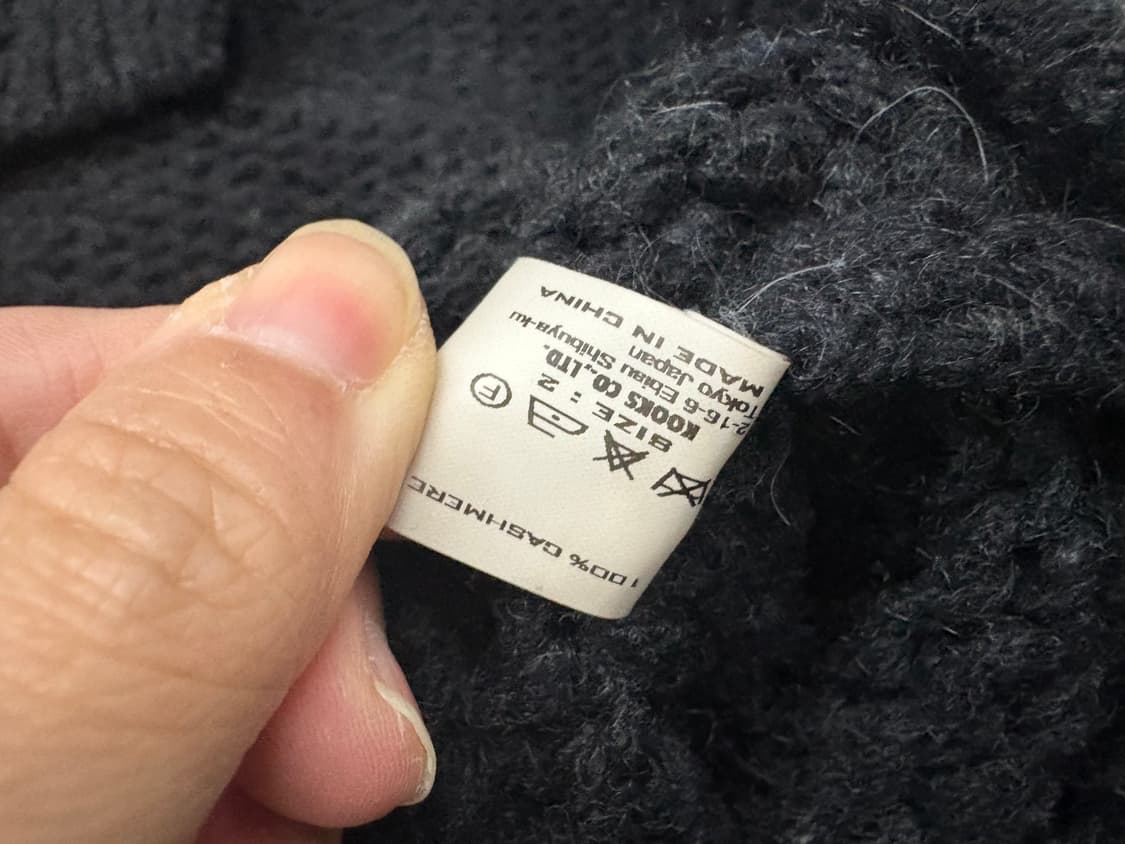 100% CASHMERE
F
SIZE : 2
KOOKS CO.,LTD.
2-16-6 Ebisu Shibuya-ku
Tokyo Japan
MADE IN CHINA